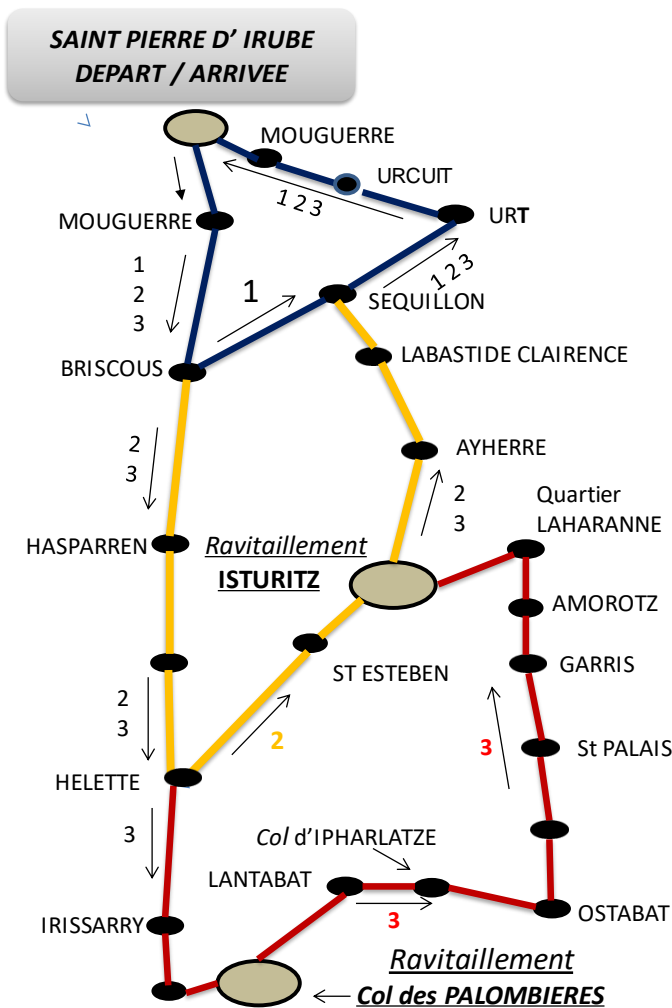 SAINT PIERRE D' IRUBE
DEPART / ARRIVEE
MOUGUERRE
URCUIT
1 2 3
URT
MOUGUERRE
1
2
3
1
1 2 3
SEQUILLON
BRISCOUS
LABASTIDE CLAIRENCE
2
3
AYHERRE
2
3
Quartier
LAHARANNE
HASPARREN
Ravitaillement
ISTURITZ
AMOROTZ
ST ESTEBEN
GARRIS
2
3
2
3
St PALAIS
HELETTE
3
Col d'IPHARLATZE
LANTABAT
3
OSTABAT
IRISSARRY
Ravitaillement
Col des PALOMBIERES